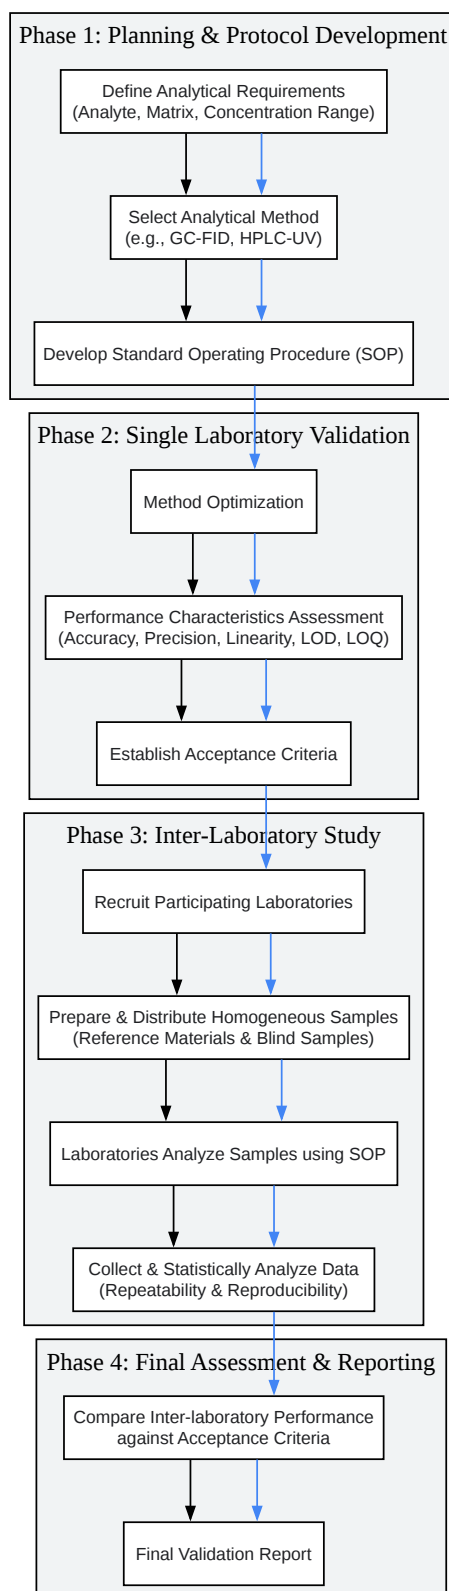 Phase 1: Planning & Protocol Development
Define Analytical Requirements
(Analyte, Matrix, Concentration Range)
Select Analytical Method
(e.g., GC-FID, HPLC-UV)
Develop Standard Operating Procedure (SOP)
Phase 2: Single Laboratory Validation
Method Optimization
Performance Characteristics Assessment
(Accuracy, Precision, Linearity, LOD, LOQ)
Establish Acceptance Criteria
Phase 3: Inter-Laboratory Study
Recruit Participating Laboratories
Prepare & Distribute Homogeneous Samples
(Reference Materials & Blind Samples)
Laboratories Analyze Samples using SOP
Collect & Statistically Analyze Data
(Repeatability & Reproducibility)
Phase 4: Final Assessment & Reporting
Compare Inter-laboratory Performance
against Acceptance Criteria
Final Validation Report